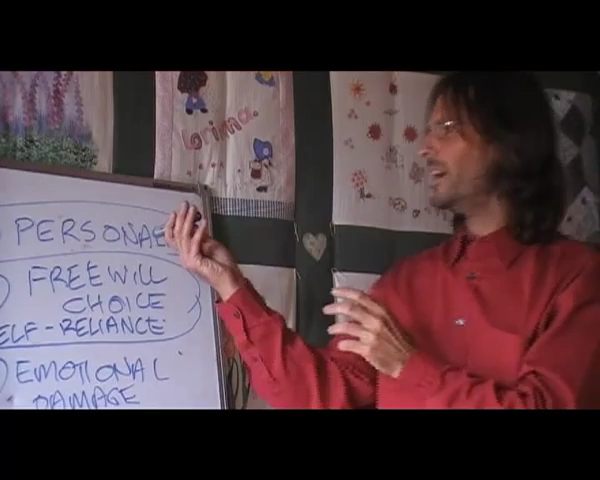 Lorima
PERSONAE
FREEWILL
CHOICE
ELF-RELIANCE
EMOTIONAL
DAMAGE